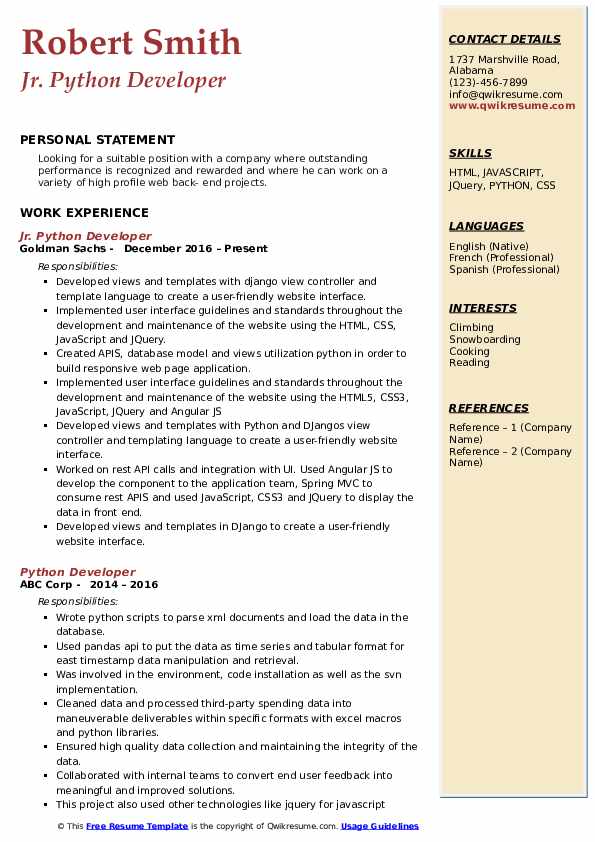 Robert Smith
Jr. Python Developer
PERSONAL STATEMENT
Looking for a suitable position with a company where outstanding
performance is recognized and rewarded and where he can work on a
variety of high profile web back- end projects.
WORK EXPERIENCE
Jr. Python Developer
Goldman Sachs -   December 2016 – Present
Responsibilities:
▪ Developed views and templates with django view controller and
template language to create a user-friendly website interface.
▪ Implemented user interface guidelines and standards throughout the
development and maintenance of the website using the HTML, CSS,
JavaScript and JQuery.
▪ Created APIS, database model and views utilization python in order to
build responsive web page application.
▪ Implemented user interface guidelines and standards throughout the
development and maintenance of the website using the HTML5, CSS3,
JavaScript, JQuery and Angular JS
▪ Developed views and templates with Python and DJangos view
controller and templating language to create a user-friendly website
interface.
▪ Worked on rest API calls and integration with UI. Used Angular JS to
develop the component to the application team, Spring MVC to
consume rest APIS and used JavaScript, CSS3 and JQuery to display the
data in front end.
▪ Developed views and templates in DJango to create a user-friendly
website interface.
Python Developer
ABC Corp -   2014 – 2016
Responsibilities:
▪ Wrote python scripts to parse xml documents and load the data in the
database.
▪ Used pandas api to put the data as time series and tabular format for
east timestamp data manipulation and retrieval.
▪ Was involved in the environment, code installation as well as the svn
implementation.
▪ Cleaned data and processed third-party spending data into
maneuverable deliverables within specific formats with excel macros
and python libraries.
▪ Ensured high quality data collection and maintaining the integrity of the
data.
▪ Collaborated with internal teams to convert end user feedback into
meaningful and improved solutions.
▪ This project also used other technologies like jquery for javascript
CONTACT DETAILS
1737 Marshville Road,
Alabama
(123)-456-7899
info@qwikresume.com
www.qwikresume.com
SKILLS
HTML, JAVASCRIPT,
JQuery, PYTHON, CSS
LANGUAGES
English (Native)
French (Professional)
Spanish (Professional)
INTERESTS
Climbing
Snowboarding
Cooking
Reading
REFERENCES
Reference – 1 (Company
Name)
Reference – 2 (Company
Name)
© This Free Resume Template is the copyright of Qwikresume.com. Usage Guidelines